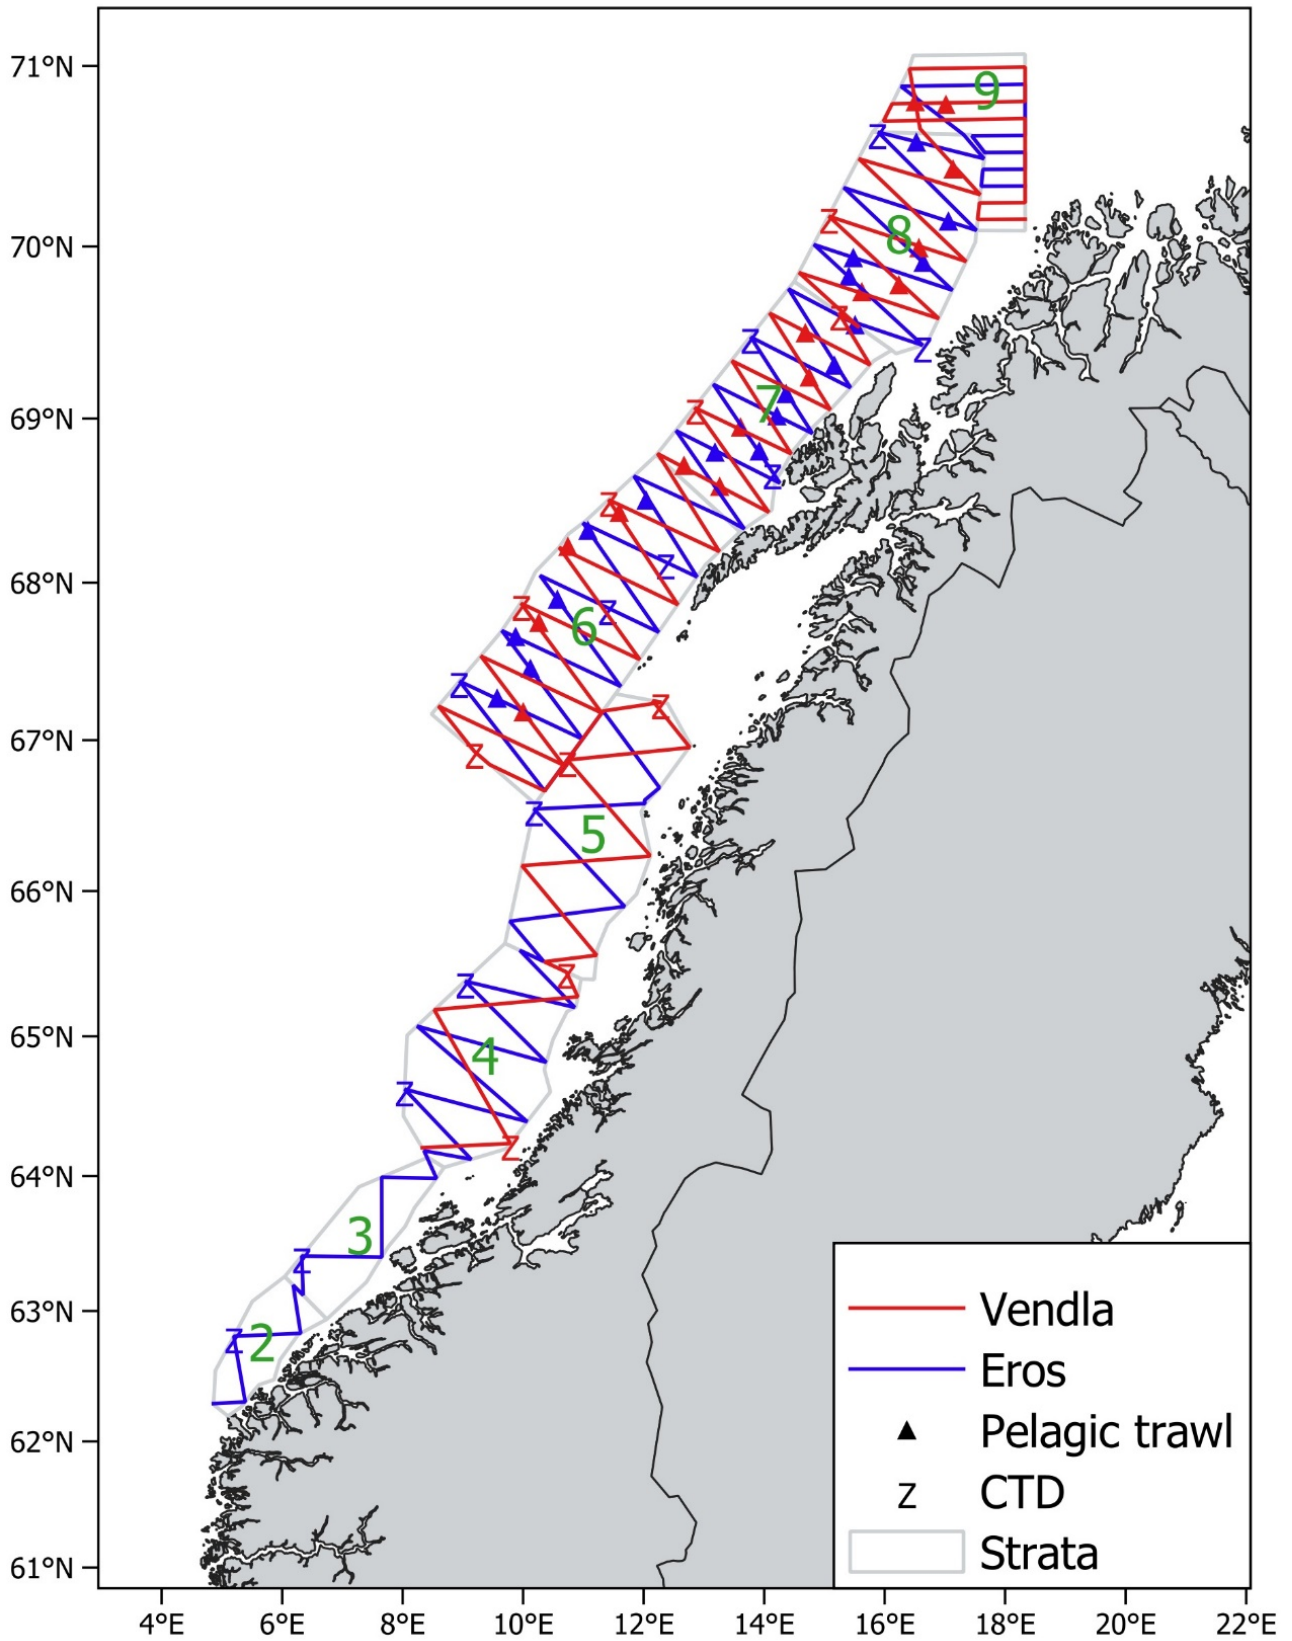 71°N
70°N
69°N
68°N
67°N
66°N
65°N
64°N
63°N
62°N
61°N
9
Z
8
Z
Z
Z
Z
7
Z
Z
Z
Z
Z
Z
6
Z
Z
Z
Z
Z
Z
5
Z
Z
4
Z
Z
3
Z
2
Z
Vendla
Eros
Pelagic trawl
Z CTD
Strata
4°E 6°E 8°E 10°E 12°E 14°E 16°E 18°E 20°E 22°E